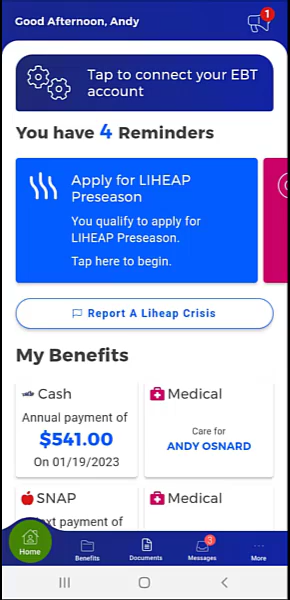 Good Afternoon, Andy
1
Tap to connect your EBT
account
You have 4 Reminders
Apply for LIHEAP
Preseason
You qualify to apply for
LIHEAP Preseason.
Tap here to begin.
Report A Liheap Crisis
My Benefits
Cash
Annual payment of
$541.00
On 01/19/2023
Medical
Care for
ANDY OSNARD
SNAP
ext payment of
Medical
Home
Benefits
Documents
3
Messages
More